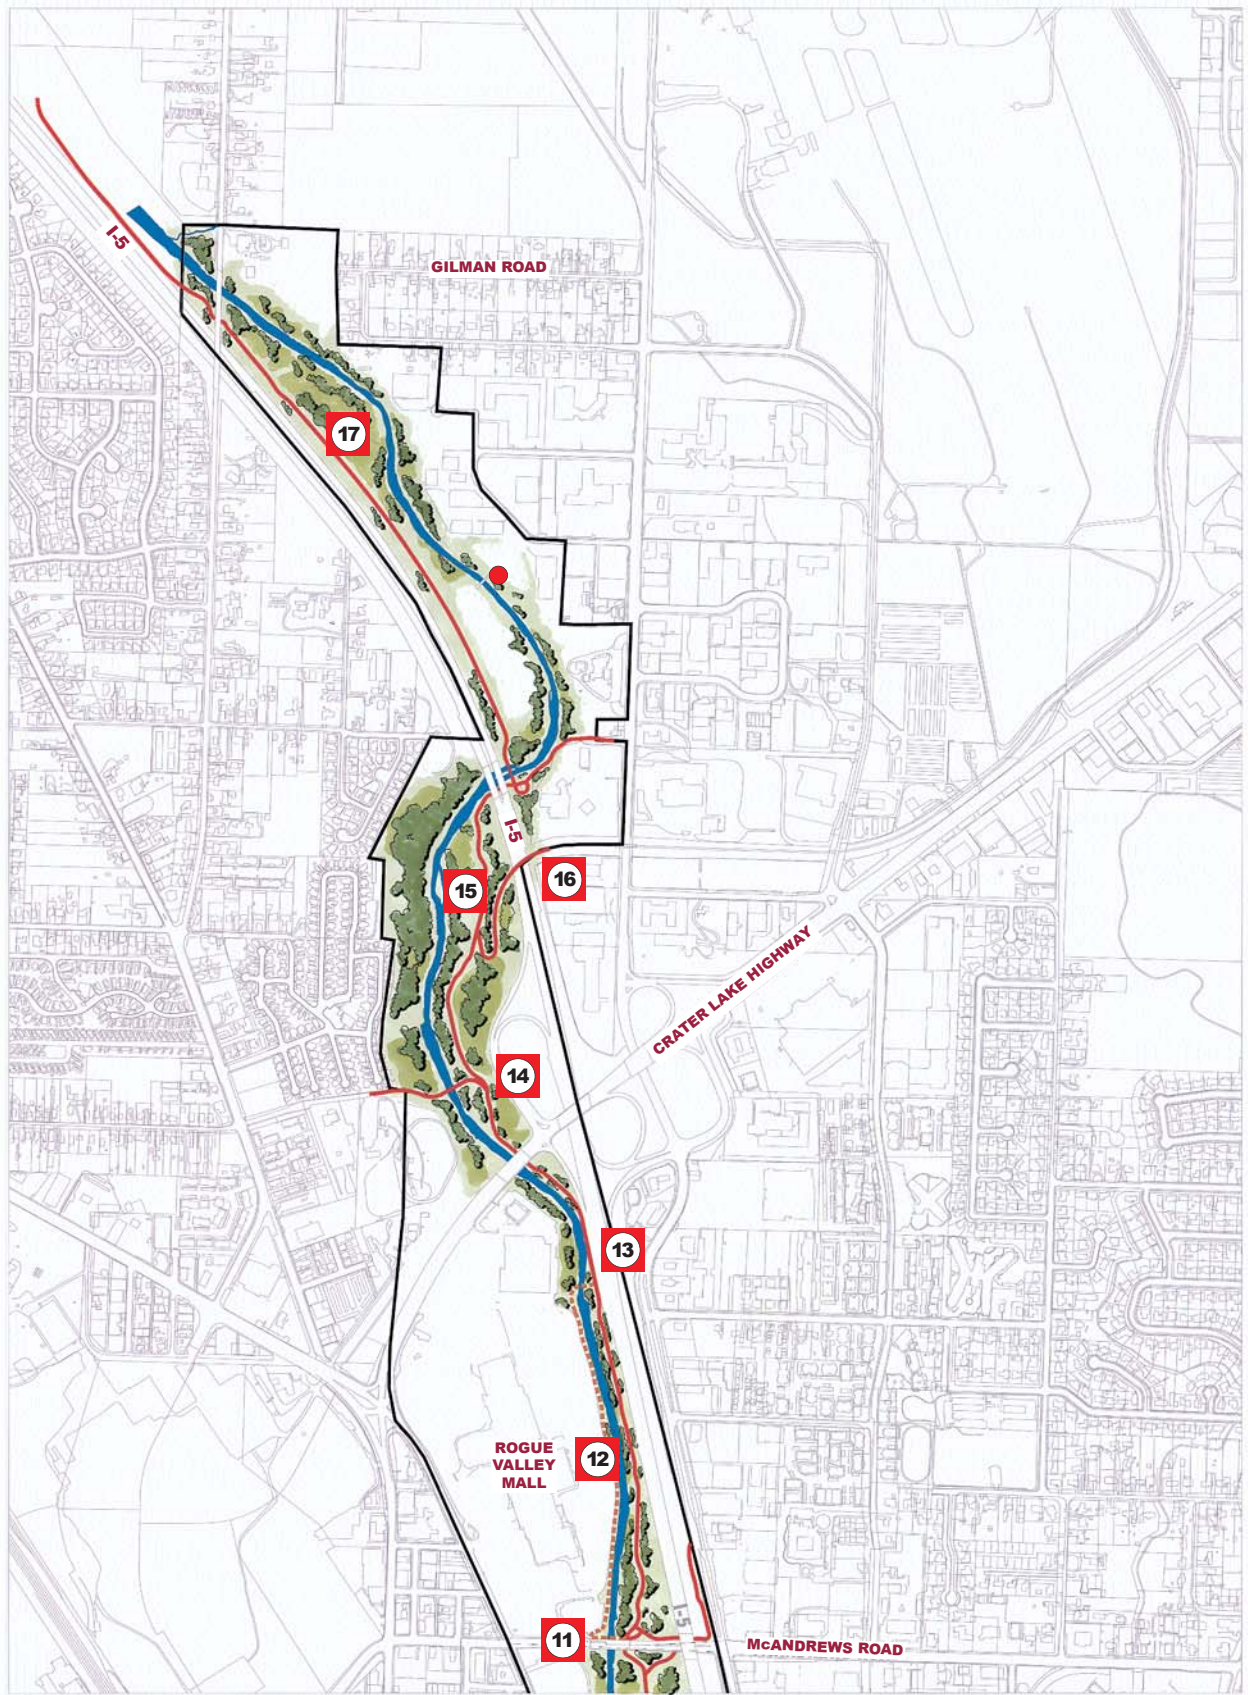 I-5
GILMAN ROAD
17
I-5
15
16
CRATER LAKE HIGHWAY
14
13
ROGUE
VALLEY
MALL
12
I-5
11
McANDREWS ROAD